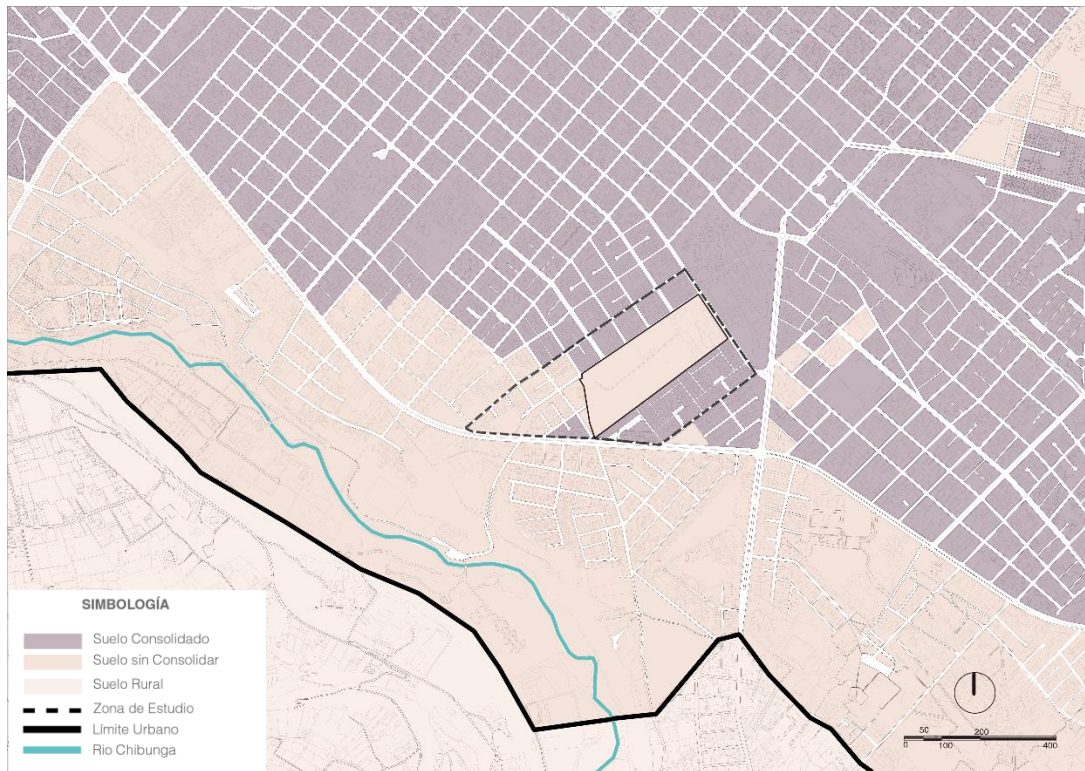 SIMBOLOGÍA
Suelo Consolidado
Suelo sin Consolidar
Suelo Rural
Zona de Estudio
Límite Urbano
Rio Chibunga
50 200
0 100 400